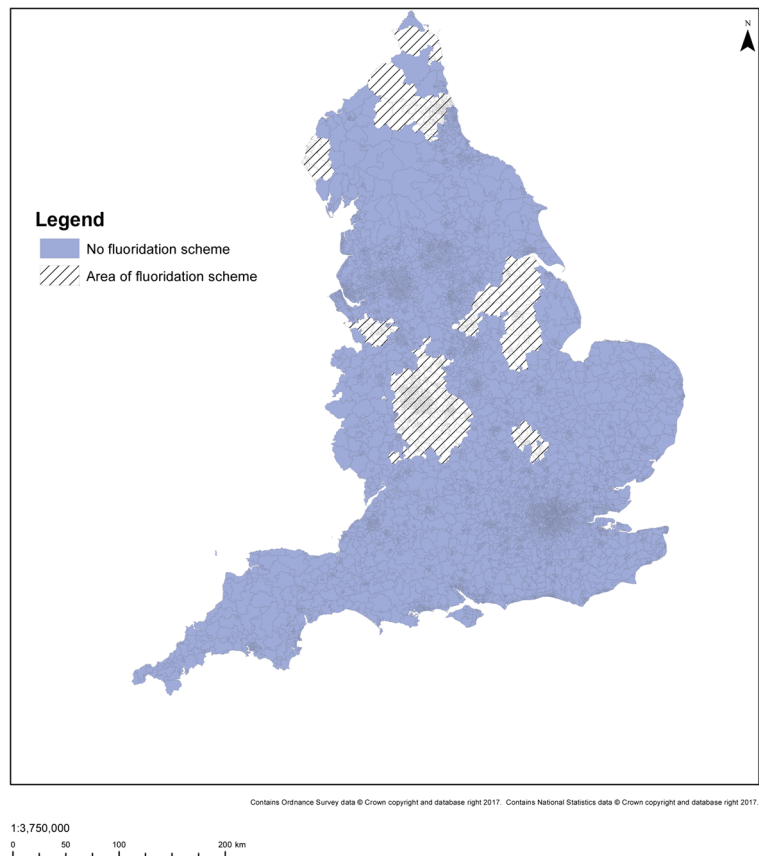 N
Legend
No fluoridation scheme
Area of fluoridation scheme
Contains Ordnance Survey data © Crown copyright and database right 2017. Contains National Statistics data © Crown copyright and database right 2017.
1:3,750,000
0 50 100 200 km